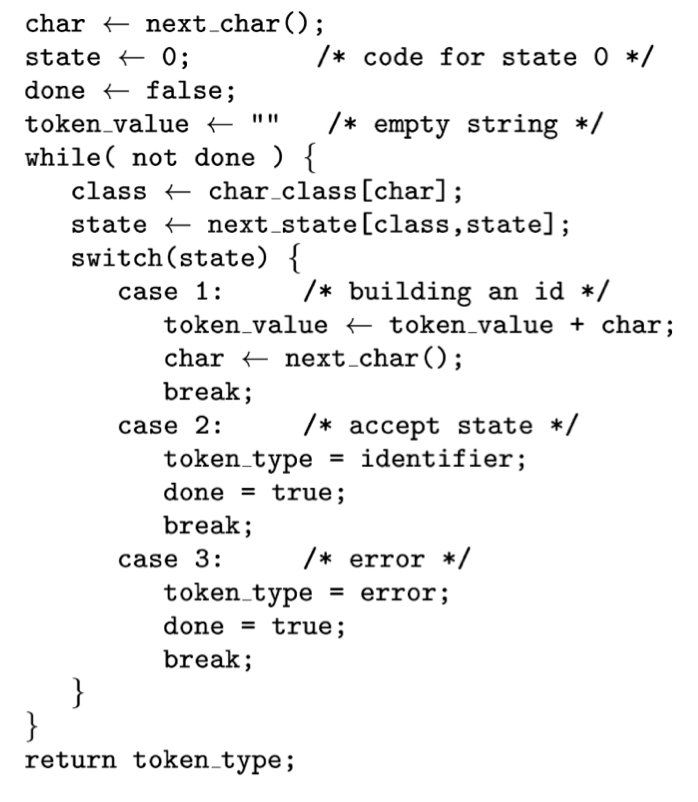 char ← next_char();
state ← 0;        /* code for state 0 */
done ← false;
token_value ← ""   /* empty string */
while( not done ) {
   class ← char_class[char];
   state ← next_state[class,state];
   switch(state) {
      case 1:     /* building an id */
         token_value ← token_value + char;
         char ← next_char();
         break;
      case 2:     /* accept state */
         token_type = identifier;
         done = true;
         break;
      case 3:     /* error */
         token_type = error;
         done = true;
         break;
   }
}
return token_type;